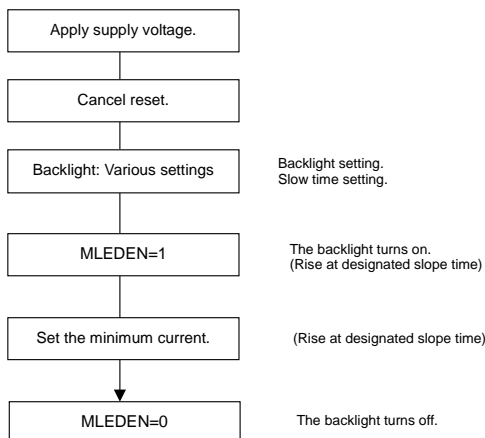 Apply supply voltage.
Cancel reset.
Backlight: Various settings
Backlight setting.
Slow time setting.
MLEDEN=1
The backlight turns on.
(Rise at designated slope time)
Set the minimum current.
(Rise at designated slope time)
MLEDEN=0
The backlight turns off.